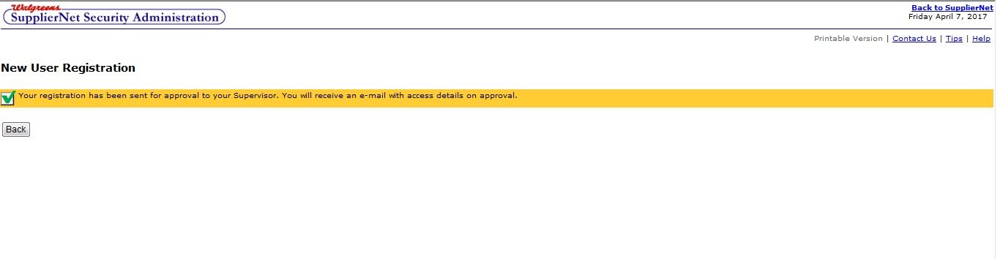 Walgreens
Back to SupplierNet
SupplierNet Security Administration
Friday April 7, 2017
Printable Version | Contact Us | Tips | Help
New User Registration
Your registration has been sent for approval to your Supervisor. You will receive an e-mail with access details on approval.
Back